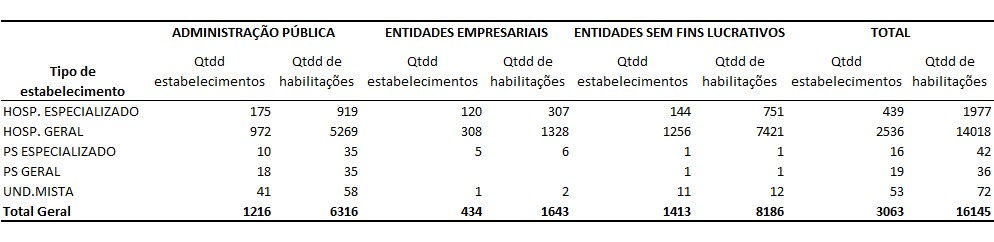 ADMINISTRAÇÃO PÚBLICA ENTIDADES EMPRESARIAIS ENTIDADES SEM FINS LUCRATIVOS TOTAL
Tipo de estabelecimento Qtdd estabelecimentos Qtdd de habilitações Qtdd estabelecimentos Qtdd de habilitações Qtdd estabelecimentos Qtdd de habilitações Qtdd estabelecimentos Qtdd de habilitações
HOSP. ESPECIALIZADO 175 919 120 307 144 751 439 1977
HOSP. GERAL 972 5269 308 1328 1256 7421 2536 14018
PS ESPECIALIZADO 10 35 5 6 1 1 16 42
PS GERAL 18 35 1 1 19 36
UND.MISTA 41 58 1 2 11 12 53 72
Total Geral 1216 6316 434 1643 1413 8186 3063 16145